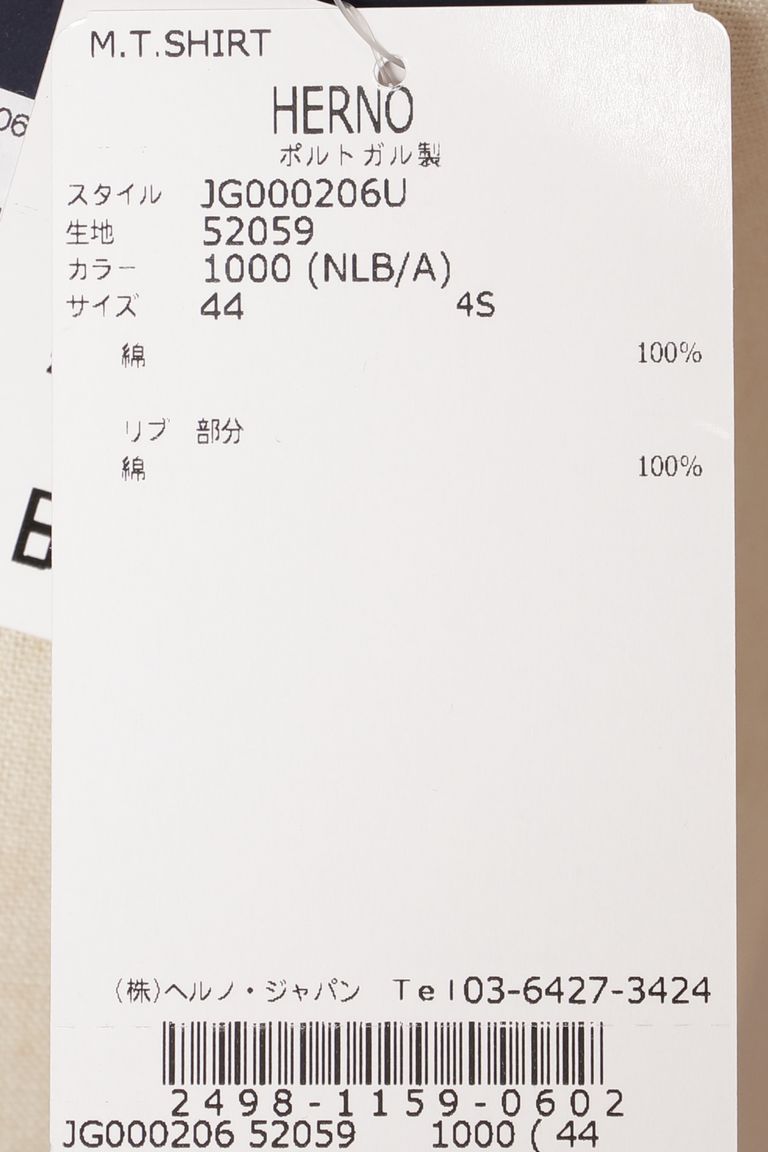 M.T.SHIRT
HERNO
ポルトガル製
スタイル JG000206U
生地 52059
カラー 1000 (NLB/A)
サイズ 44 4S
綿 100%
リブ 部分
綿 100%
(株)ヘルノ・ジャパン Tel03-6427-3424
2498-1159-0602
JG000206 52059 1000 ( 44
06